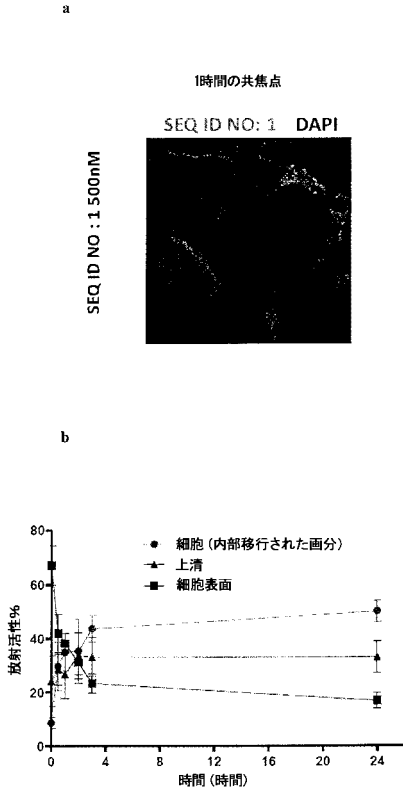 a
1時間の共焦点
SEQ ID NO: 1 DAPI
SEQ ID NO : 1 500nM
b
80
60
40
20
0
放射活性%
細胞（内部移行された画分）
上清
細胞表面
0 4 8 12 16 20 24
時間（時間）